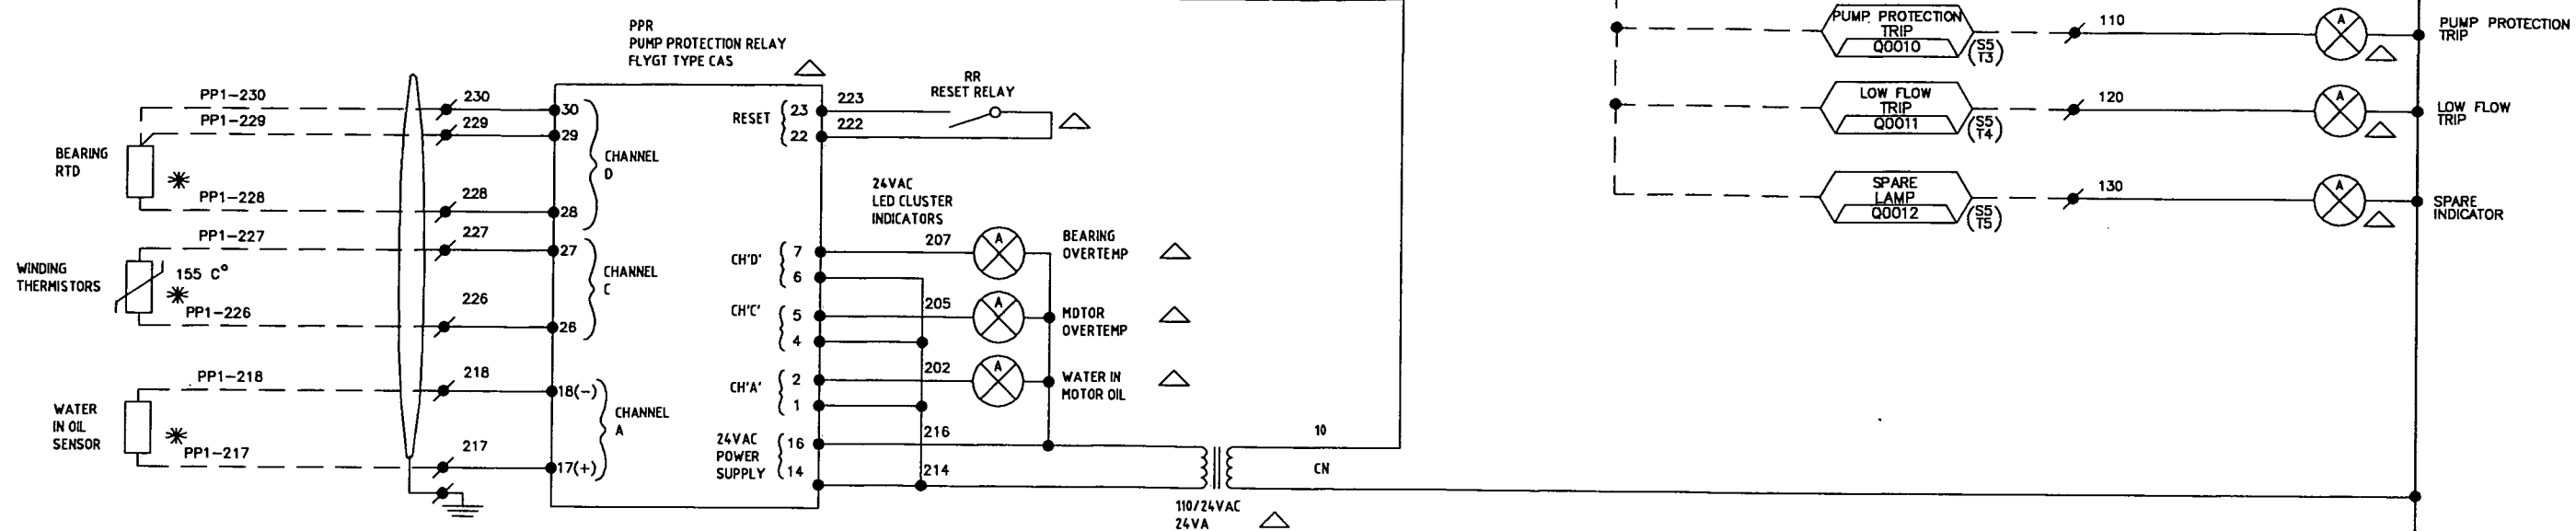 PPR
PUMP PROTECTION RELAY
FLYGT TYPE CAS
PP1-230
230
30
PP1-229
229
29
BEARING
RTD
CHANNEL
D
PP1-228
228
28
PP1-227
227
27
WINDING
THERMISTORS
155 C°
CHANNEL
C
PP1-226
226
26
PP1-218
218
18(-)
WATER
IN OIL
SENSOR
CHANNEL
A
PP1-217
217
17(+)
RESET
23
22
223
222
RR
RESET RELAY
24VAC
LED CLUSTER
INDICATORS
CH'D'
7
6
207
A
BEARING
OVERTEMP
CH'C'
5
4
205
A
MOTOR
OVERTEMP
CH'A'
2
1
202
A
WATER IN
MOTOR OIL
24VAC
POWER
SUPPLY
16
14
216
214
10
CN
110/24VAC
24VA
PUMP PROTECTION
TRIP
Q0010
(S5
T3)
110
A
PUMP PROTECTION
TRIP
LOW FLOW
TRIP
Q0011
(S5
T4)
120
A
LOW FLOW
TRIP
SPARE
LAMP
Q0012
(S5
T5)
130
A
SPARE
INDICATOR